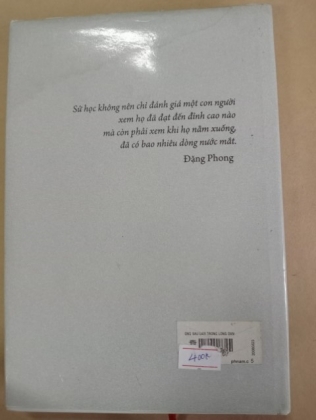 Sử học không nên chỉ đánh giá một con người
xem họ đã đạt đến đỉnh cao nào
mà còn phải xem khi họ nằm xuống,
đã có bao nhiêu dòng nước mắt.
Đặng Phong